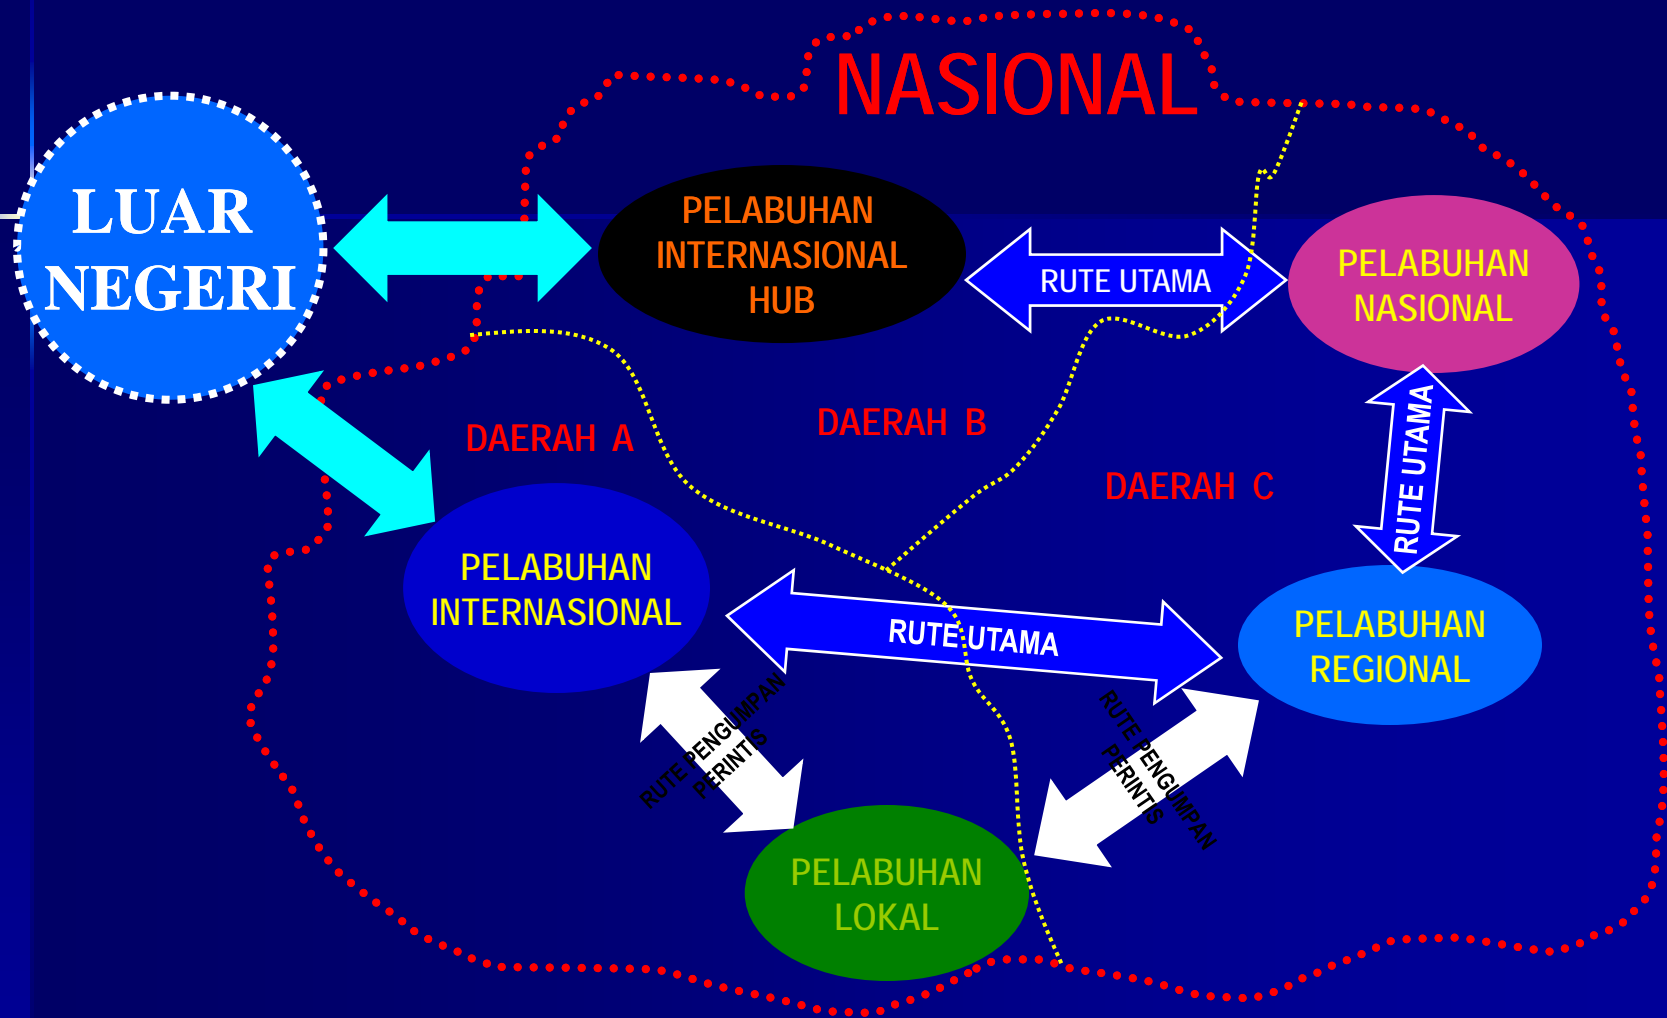 NASIONAL
LUAR
NEGERI
PELABUHAN
INTERNASIONAL
HUB
RUTE UTAMA
PELABUHAN
NASIONAL
RUTE UTAMA
DAERAH A
DAERAH B
DAERAH C
PELABUHAN
INTERNASIONAL
RUTE UTAMA
PELABUHAN
REGIONAL
RUTE PENGUMPAN
PERINTIS
RUTE PENGUMPAN
PERINTIS
PELABUHAN
LOKAL